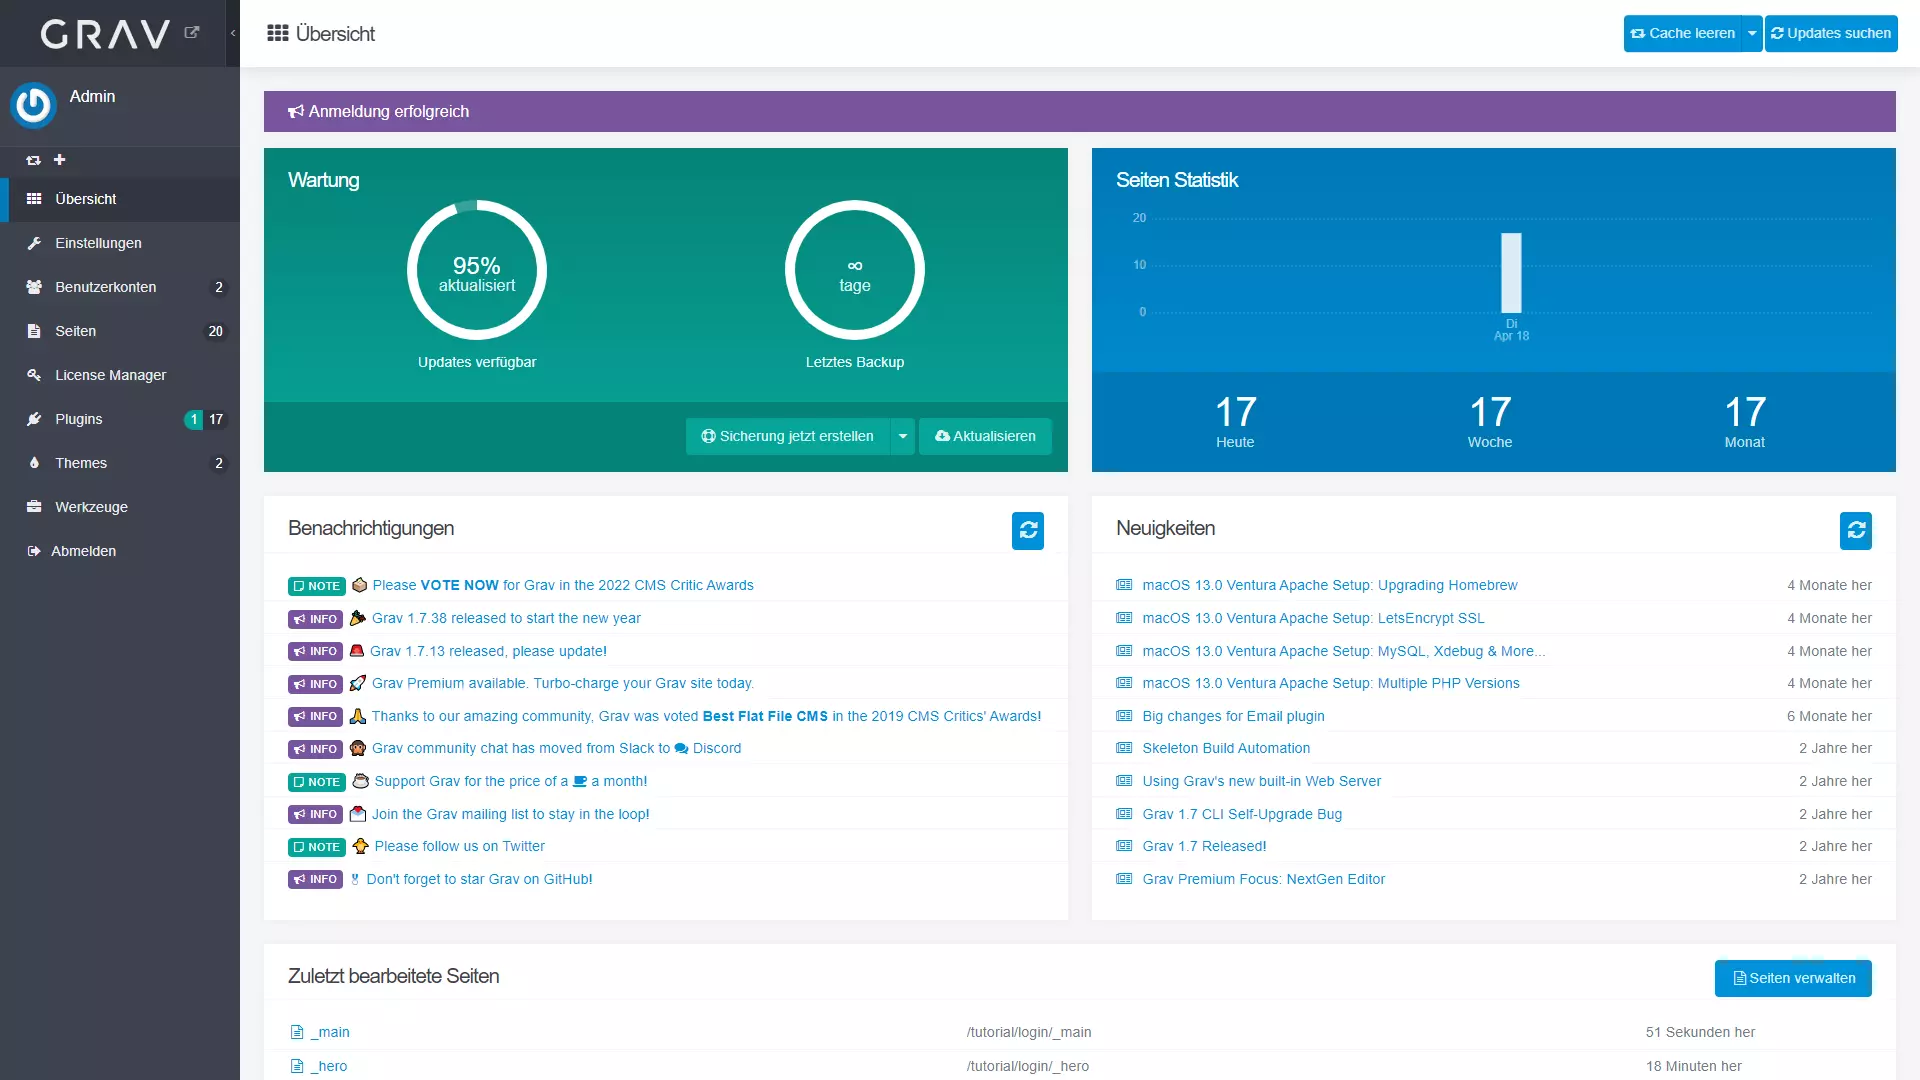 GRAV
Übersicht
Cache leeren
Updates suchen
Admin
Übersicht
Einstellungen
Benutzerkonten 2
Seiten 20
License Manager
Plugins 1 17
Themes 2
Werkzeuge
Abmelden
Anmeldung erfolgreich
Wartung
95%
aktualisiert
Updates verfügbar
∞
tage
Letztes Backup
Sicherung jetzt erstellen
Aktualisieren
Seiten Statistik
20
10
0
Di
Apr 18
17
Heute
17
Woche
17
Monat
Benachrichtigungen
NOTE Please VOTE NOW for Grav in the 2022 CMS Critic Awards
INFO Grav 1.7.38 released to start the new year
INFO Grav 1.7.13 released, please update!
INFO Grav Premium available. Turbo-charge your Grav site today.
INFO Thanks to our amazing community, Grav was voted Best Flat File CMS in the 2019 CMS Critics' Awards!
INFO Grav community chat has moved from Slack to Discord
NOTE Support Grav for the price of a a month!
INFO Join the Grav mailing list to stay in the loop!
NOTE Please follow us on Twitter
INFO Don't forget to star Grav on GitHub!
Neuigkeiten
macOS 13.0 Ventura Apache Setup: Upgrading Homebrew 4 Monate her
macOS 13.0 Ventura Apache Setup: LetsEncrypt SSL 4 Monate her
macOS 13.0 Ventura Apache Setup: MySQL, Xdebug & More... 4 Monate her
macOS 13.0 Ventura Apache Setup: Multiple PHP Versions 4 Monate her
Big changes for Email plugin 6 Monate her
Skeleton Build Automation 2 Jahre her
Using Grav's new built-in Web Server 2 Jahre her
Grav 1.7 CLI Self-Upgrade Bug 2 Jahre her
Grav 1.7 Released! 2 Jahre her
Grav Premium Focus: NextGen Editor 2 Jahre her
Zuletzt bearbeitete Seiten
Seiten verwalten
_main /tutorial/login/_main 51 Sekunden her
_hero /tutorial/login/_hero 18 Minuten her